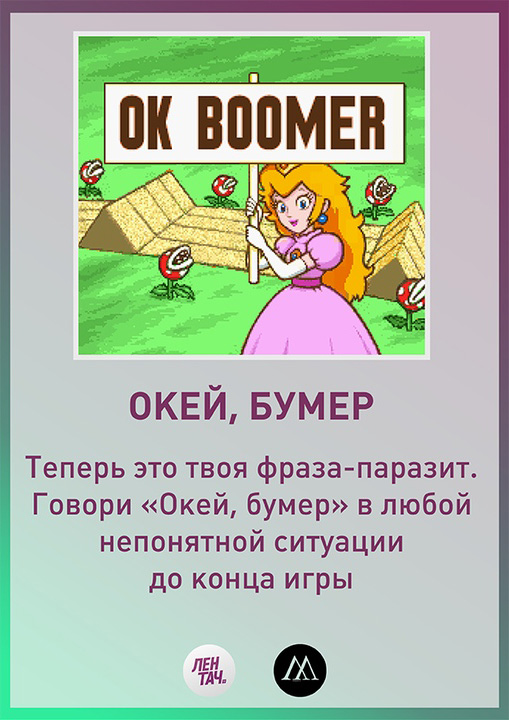 OK BOOMER
ОКЕЙ, БУМЕР
Теперь это твоя фраза-паразит.
Говори «Окей, бумер» в любой
непонятной ситуации
до конца игры
ЛЕН
ТАЧ.